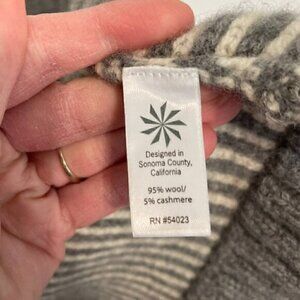 Designed in
Sonoma County,
California
95% wool/
5% cashmere
RN #54023